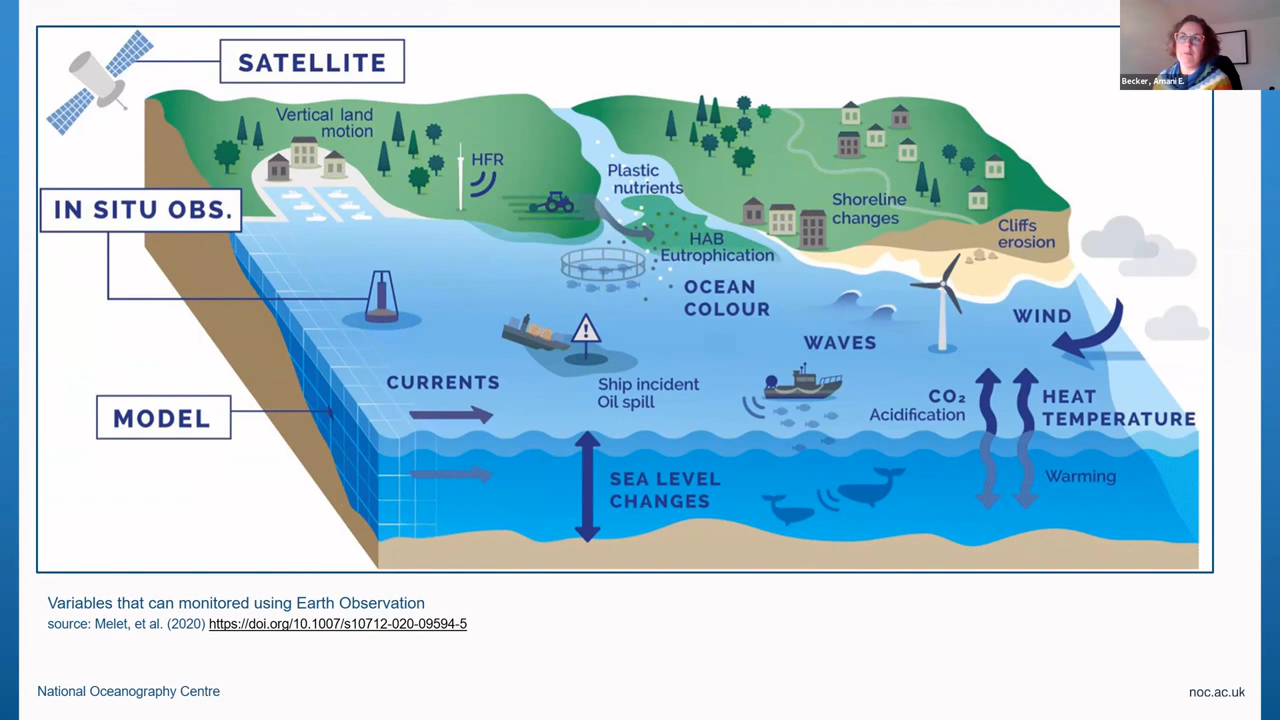 SATELLITE
Becker, Amani E.
Vertical land
motion
HFR
Plastic
nutrients
IN SITU OBS.
Shoreline
changes
Cliffs
erosion
HAB
Eutrophication
OCEAN
COLOUR
WIND
WAVES
CURRENTS
Ship incident
Oil spill
CO₂
Acidification
HEAT
TEMPERATURE
MODEL
SEA LEVEL
CHANGES
Warming
Variables that can monitored using Earth Observation
source: Melet, et al. (2020) https://doi.org/10.1007/s10712-020-09594-5
National Oceanography Centre
noc.ac.uk